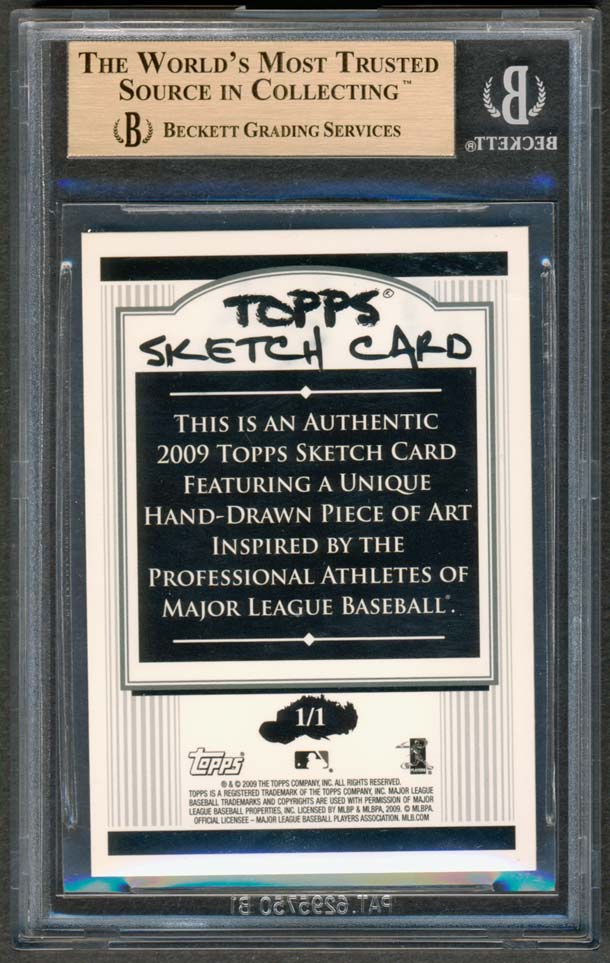 THE WORLD'S MOST TRUSTED
SOURCE IN COLLECTING™
B BECKETT GRADING SERVICES
B
BECKETT®
TOPPS®
SKETCH CARD
THIS IS AN AUTHENTIC
2009 TOPPS SKETCH CARD
FEATURING A UNIQUE
HAND-DRAWN PIECE OF ART
INSPIRED BY THE
PROFESSIONAL ATHLETES OF
MAJOR LEAGUE BASEBALL®.
1/1
topps
® & © 2009 THE TOPPS COMPANY, INC. ALL RIGHTS RESERVED.
TOPPS IS A REGISTERED TRADEMARK OF THE TOPPS COMPANY, INC. MAJOR LEAGUE
BASEBALL TRADEMARKS AND COPYRIGHTS ARE USED WITH PERMISSION OF MAJOR
LEAGUE BASEBALL PROPERTIES, INC. LICENSED BY MLBP & MLBPA, 2009. © MLBPA.
OFFICIAL LICENSEE – MAJOR LEAGUE BASEBALL PLAYERS ASSOCIATION. MLB.COM
PAT. 6295750 B1